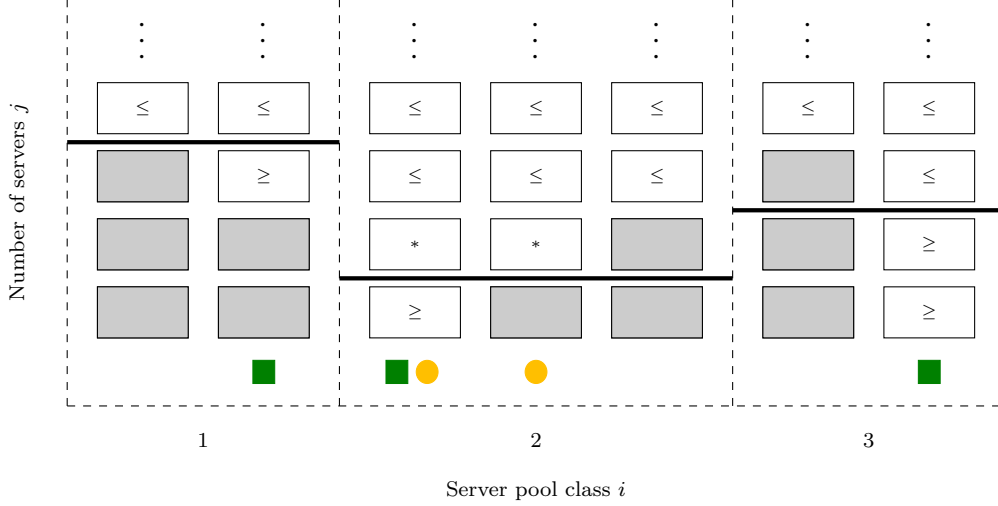 ⋮ ⋮ ⋮ ⋮ ⋮ ⋮ ⋮
≤ ≤ ≤ ≤ ≤ ≤ ≤
≥ ≤ ≤ ≤ ≤
* * ≥
≥ ≥
1 2 3
Server pool class i
Number of servers j